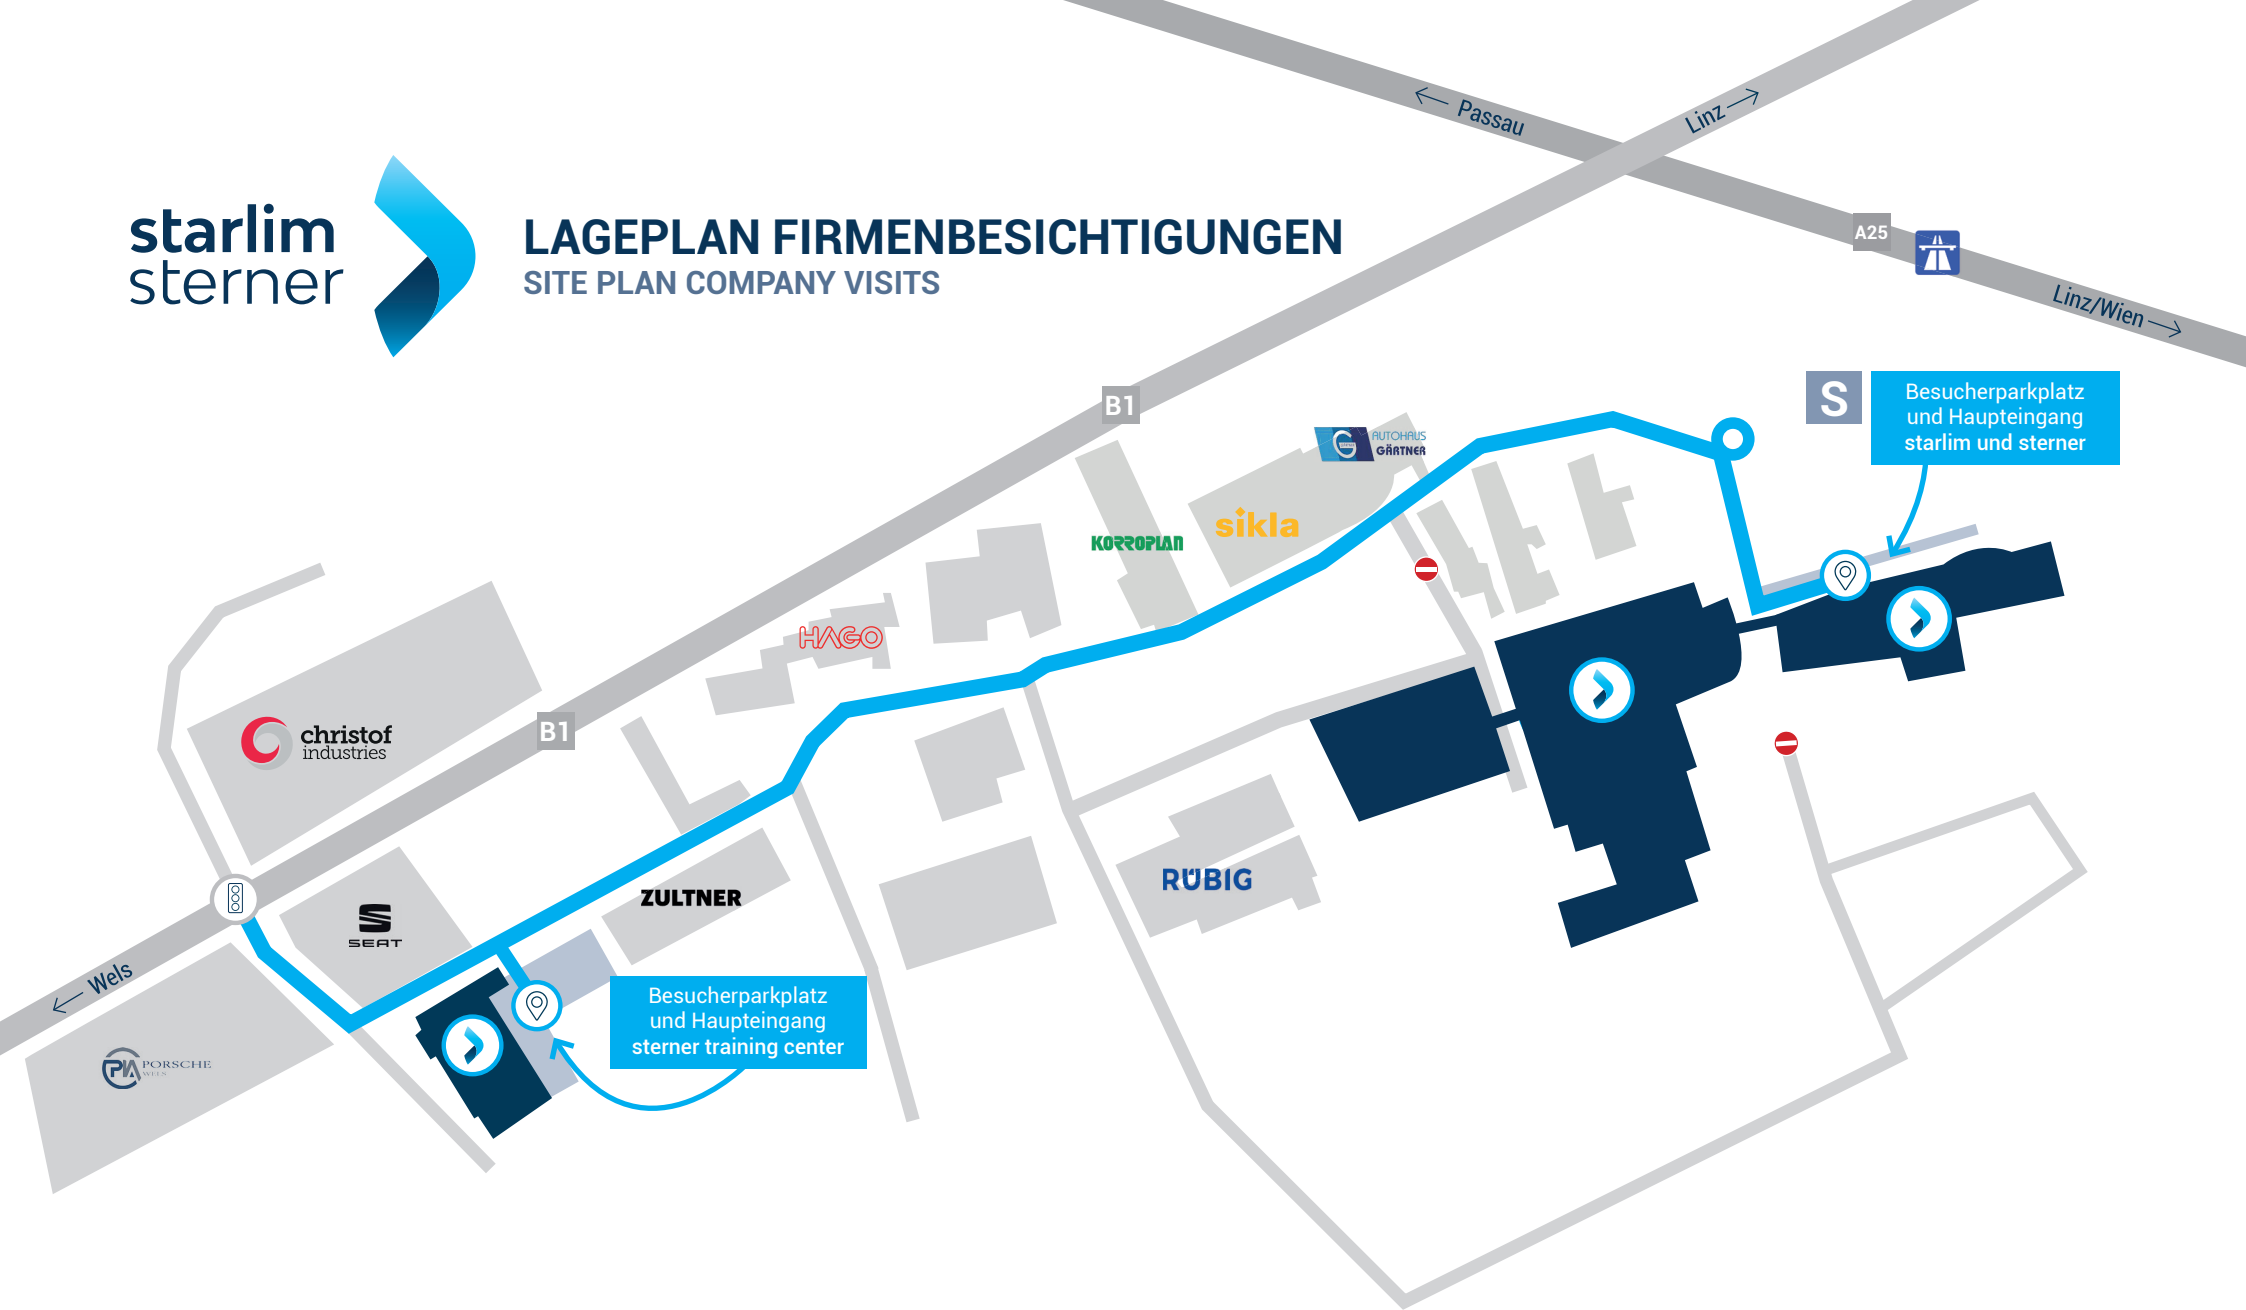 ← Passau
Linz →
A25
Linz/Wien →
starlim
sterner
LAGEPLAN FIRMENBESICHTIGUNGEN
SITE PLAN COMPANY VISITS
S
Besucherparkplatz
und Haupteingang
starlim und sterner
B1
AUTOHAUS
GÄRTNER
sikla
KORROPLAN
HAGO
christof
industries
B1
RÜBIG
ZULTNER
SEAT
← Wels
Besucherparkplatz
und Haupteingang
sterner training center
PIA
PORSCHE
WELS